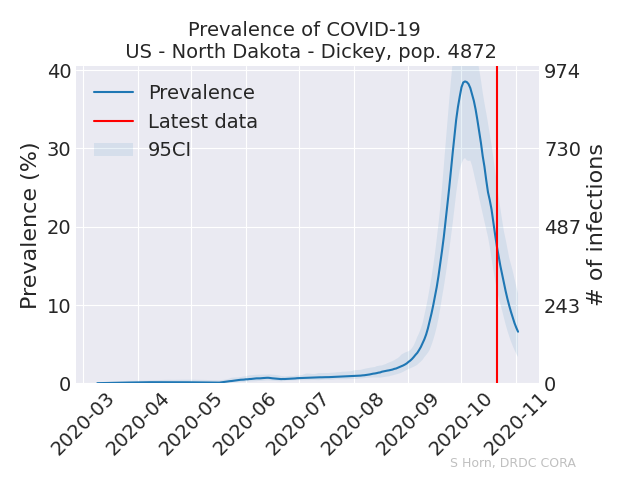 Prevalence of COVID-19
US - North Dakota - Dickey, pop. 4872
Prevalence (%)
40
30
20
10
0
Prevalence
Latest data
95CI
974
730
487
243
0
# of infections
2020-03
2020-04
2020-05
2020-06
2020-07
2020-08
2020-09
2020-10
2020-11
S Horn, DRDC CORA